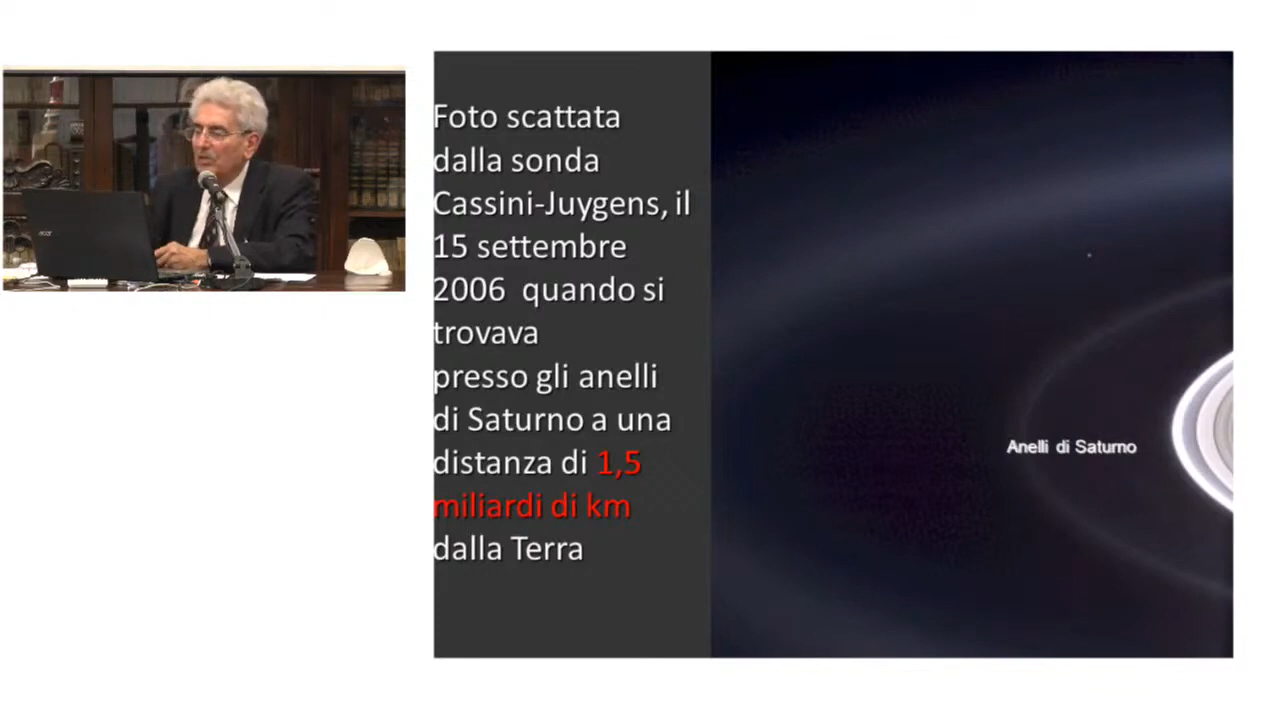 acer
Foto scattata
dalla sonda
Cassini-Juygens, il
15 settembre
2006 quando si
trovava
presso gli anelli
di Saturno a una
distanza di 1,5
miliardi di km
dalla Terra
Anelli di Saturno